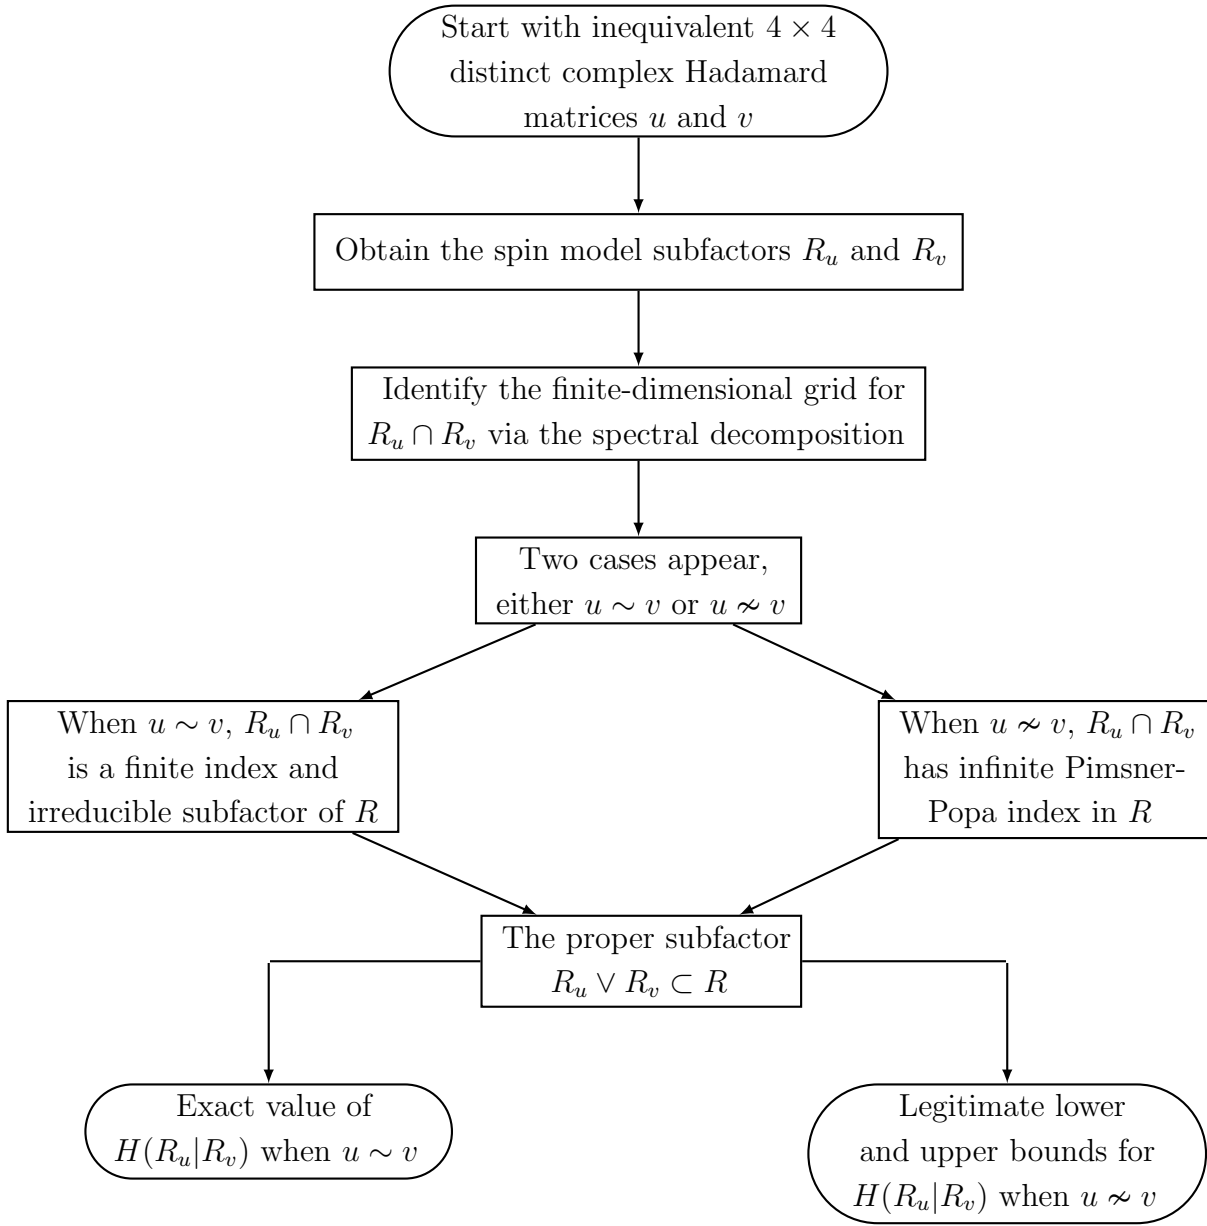 Start with inequivalent 4 × 4
distinct complex Hadamard
matrices u and v
Obtain the spin model subfactors R_u and R_v
Identify the finite-dimensional grid for
R_u ∩ R_v via the spectral decomposition
Two cases appear,
either u ∼ v or u ≁ v
When u ∼ v, R_u ∩ R_v
is a finite index and
irreducible subfactor of R
When u ≁ v, R_u ∩ R_v
has infinite Pimsner-
Popa index in R
The proper subfactor
R_u ∨ R_v ⊂ R
Exact value of
H(R_u|R_v) when u ∼ v
Legitimate lower
and upper bounds for
H(R_u|R_v) when u ≁ v